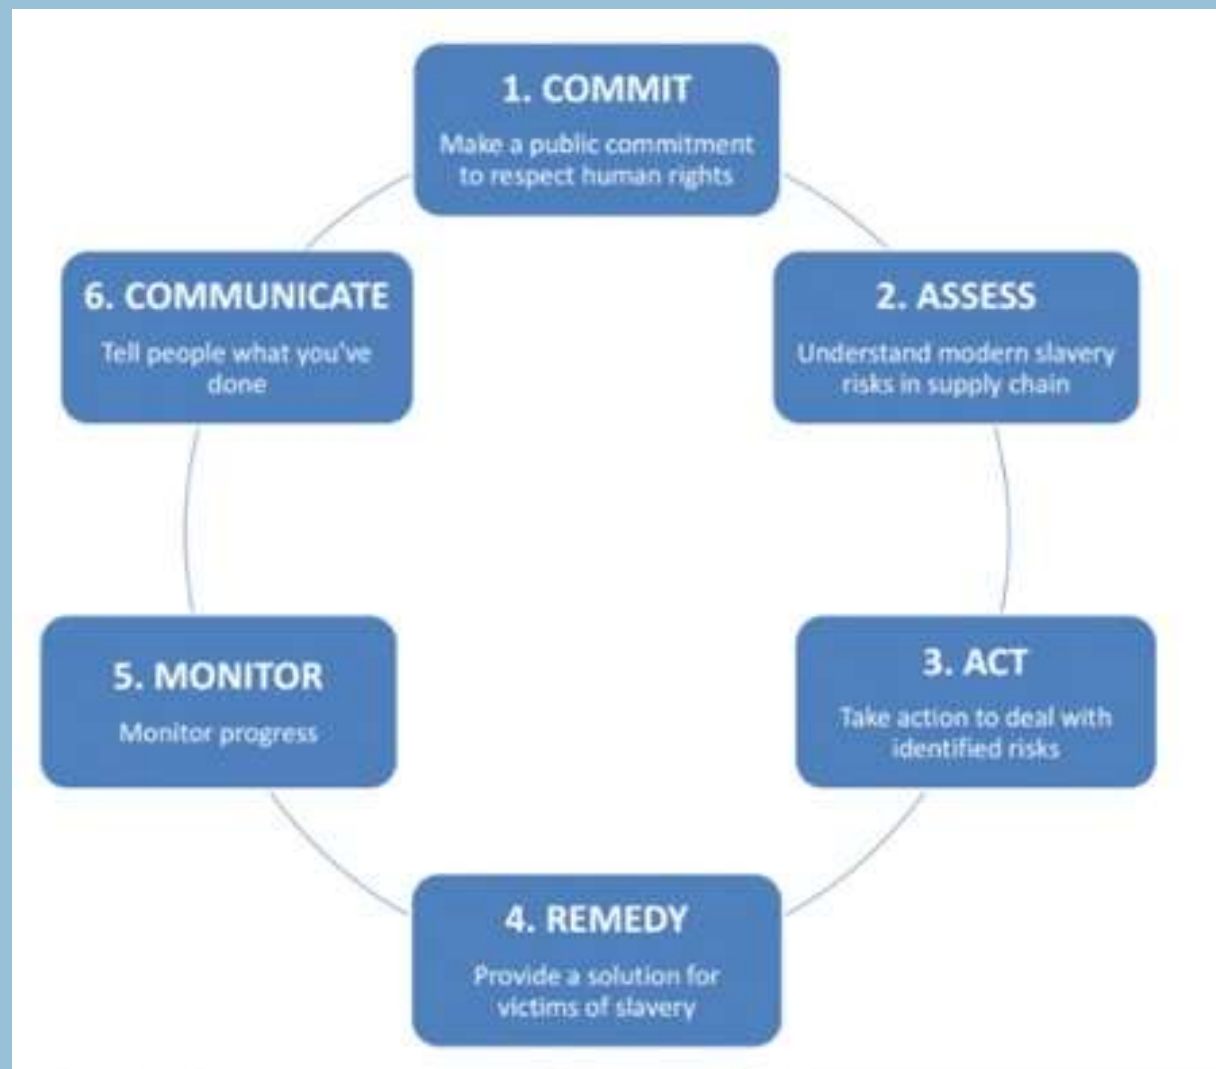 1. COMMIT
Make a public commitment
to respect human rights
2. ASSESS
Understand modern slavery
risks in supply chain
3. ACT
Take action to deal with
identified risks
4. REMEDY
Provide a solution for
victims of slavery
5. MONITOR
Monitor progress
6. COMMUNICATE
Tell people what you've
done